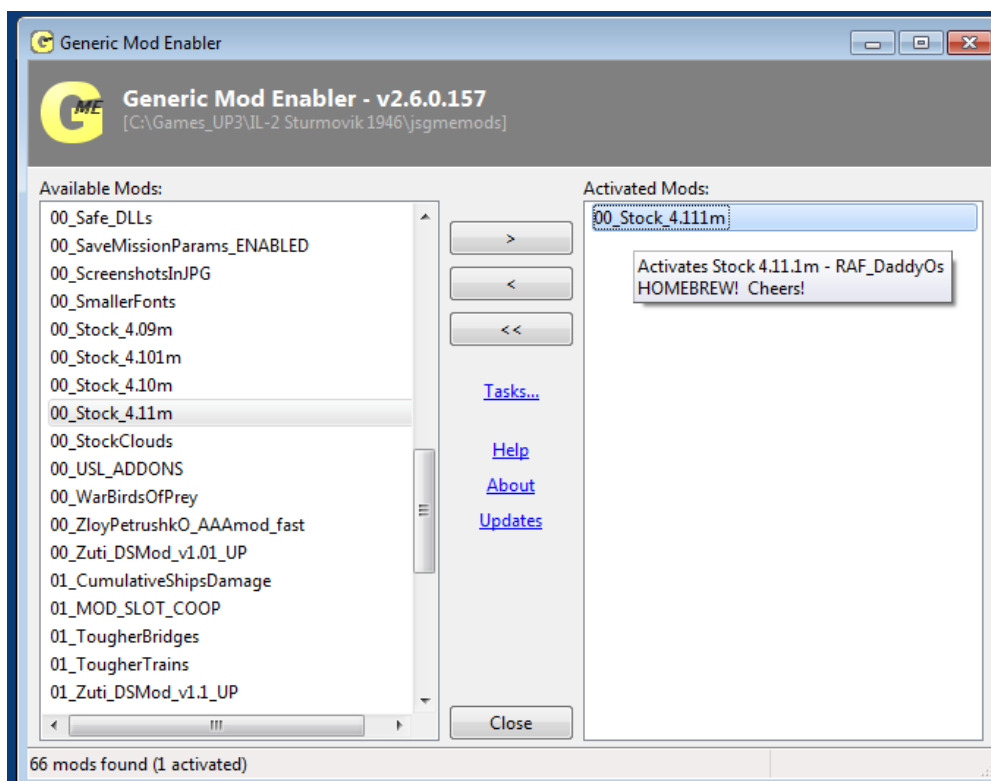 Generic Mod Enabler
G ME
Generic Mod Enabler - v2.6.0.157
[C:\Games_UP3\IL-2 Sturmovik 1946\jsgmemods]
Available Mods:
Activated Mods:
00_Safe_DLLs
00_SaveMissionParams_ENABLED
00_ScreenshotsInJPG
00_SmallerFonts
00_Stock_4.09m
00_Stock_4.101m
00_Stock_4.10m
00_Stock_4.11m
00_StockClouds
00_USL_ADDONS
00_WarBirdsOfPrey
00_ZloyPetrushkO_AAAmod_fast
00_Zuti_DSMod_v1.01_UP
01_CumulativeShipsDamage
01_MOD_SLOT_COOP
01_TougherBridges
01_TougherTrains
01_Zuti_DSMod_v1.1_UP
>
<
<<
Tasks...
Help
About
Updates
Close
00_Stock_4.111m
Activates Stock 4.11.1m - RAF_DaddyOs
HOMEBREW!  Cheers!
66 mods found (1 activated)